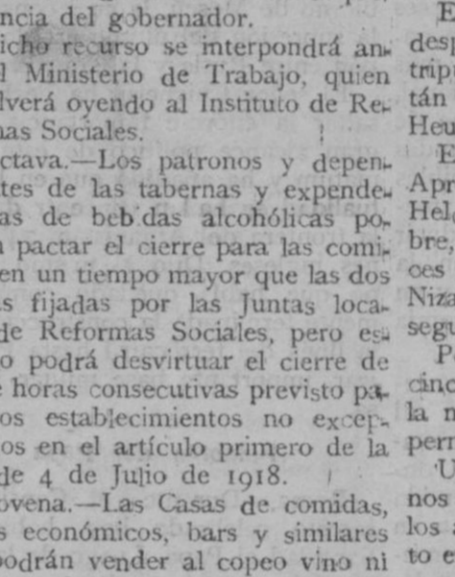 ncia del gobernador.
icho recurso se interpondrá an-
l Ministerio de Trabajo, quien
lverá oyendo al Instituto de Re-
nas Sociales.
ctava.—Los patronos y depen-
tes de las tabernas y expende-
as de beb.das alcohólicas po-
n pactar el cierre para las comi-
en un tiempo mayor que las dos
s fijadas por las Juntas loca-
de Reformas Sociales, pero es-
o podrá desvirtuar el cierre de
e horas consecutivas previsto pa-
os establecimientos no excep-
os en el artículo primero de la
de 4 de Julio de 1918.
ovena.—Las Casas de comidas,
s económicos, bars y similares
podrán vender al copeo vino ni
E
desp
tripu
tán
Heu
E
Apr
Hel
bre,
ces
Niza
segu
P
cinc
la n
perm
U
nos
los a
to e